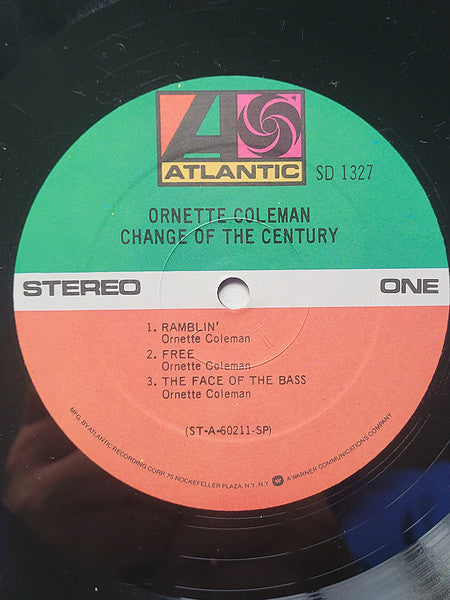 ATLANTIC
SD 1327
ORNETTE COLEMAN
CHANGE OF THE CENTURY
STEREO
ONE
1. RAMBLIN'
Ornette Coleman
2. FREE
Ornette Coleman
3. THE FACE OF THE BASS
Ornette Coleman
(ST-A-60211-SP)
MFG. BY ATLANTIC RECORDING CORP., 75 ROCKEFELLER PLAZA, N.Y., N.Y. W A WARNER COMMUNICATIONS COMPANY